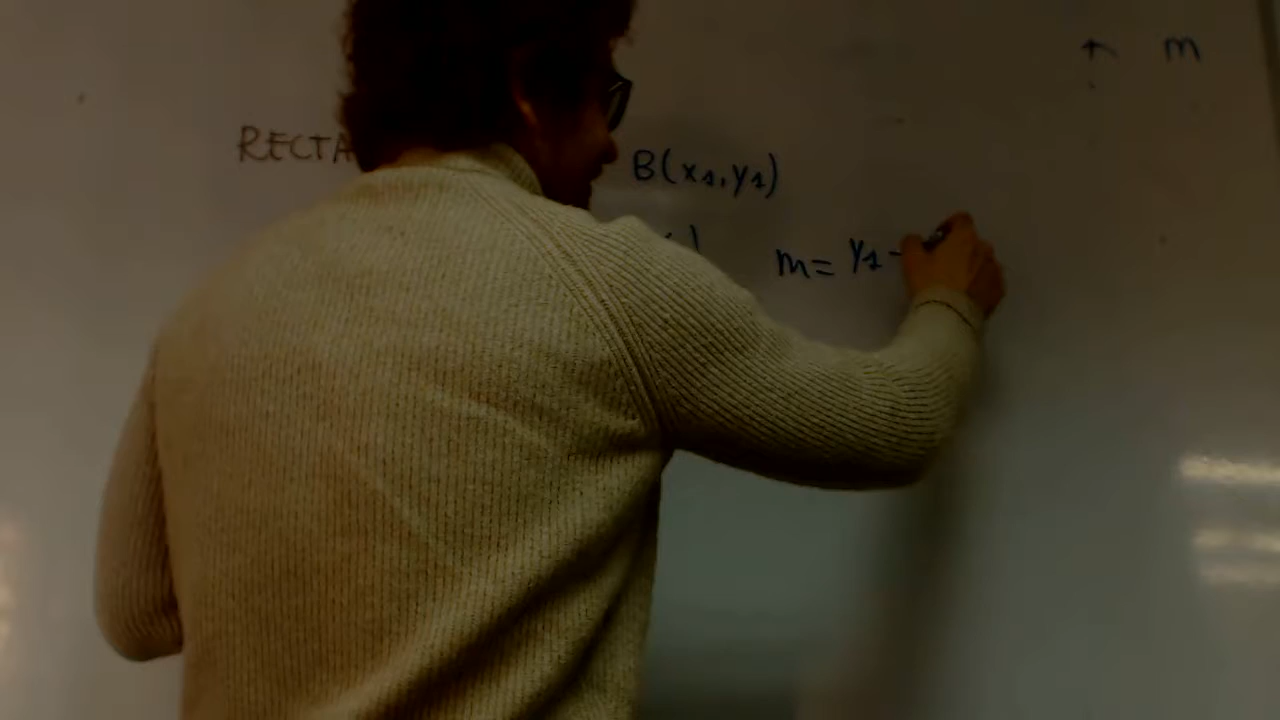 m
RECTA
B(x₁,y₁)
m= y₁-